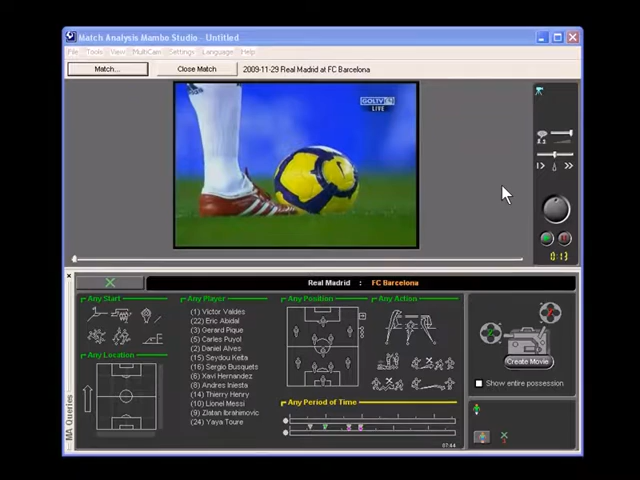 Match Analysis Mambo Studio - Untitled
File Tools View MultiCam Settings Language Help
Match... Close Match 2009-11-29 Real Madrid at FC Barcelona
GOLTV
LIVE
0:13
Real Madrid : FC Barcelona
Any Start
Any Player
Any Position
Any Action
(1) Victor Valdes
(22) Eric Abidal
(3) Gerard Pique
(5) Carles Puyol
(2) Daniel Alves
(15) Seydou Keita
(16) Sergio Busquets
(6) Xavi Hernandez
(8) Andres Iniesta
(14) Thierry Henry
(10) Lionel Messi
(9) Zlatan Ibrahimovic
(24) Yaya Toure
Any Location
Any Period of Time
Create Movie
Show entire possession
MA Queries